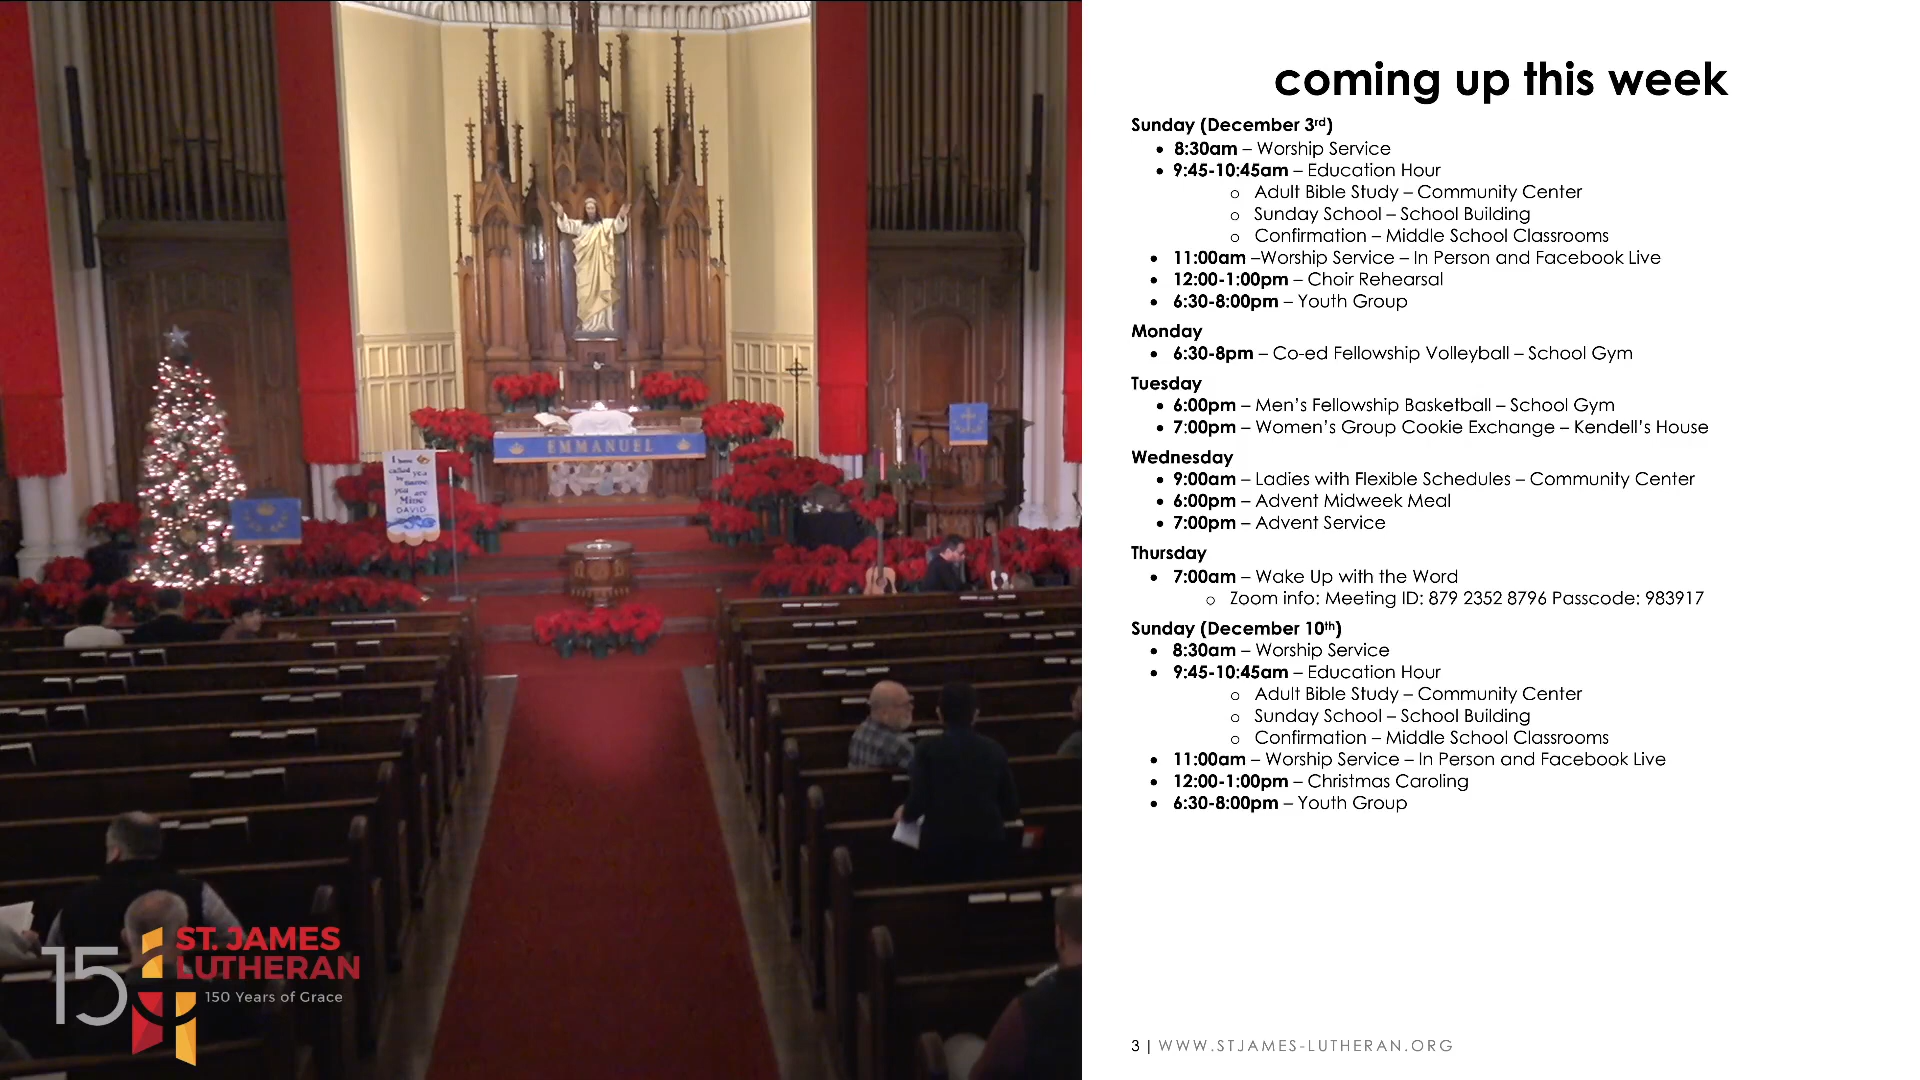 coming up this week
Sunday (December 3rd)
• 8:30am – Worship Service
• 9:45-10:45am – Education Hour
o Adult Bible Study – Community Center
o Sunday School – School Building
o Confirmation – Middle School Classrooms
• 11:00am –Worship Service – In Person and Facebook Live
• 12:00-1:00pm – Choir Rehearsal
• 6:30-8:00pm – Youth Group
Monday
• 6:30-8pm – Co-ed Fellowship Volleyball – School Gym
Tuesday
• 6:00pm – Men’s Fellowship Basketball – School Gym
• 7:00pm – Women’s Group Cookie Exchange – Kendell’s House
Wednesday
• 9:00am – Ladies with Flexible Schedules – Community Center
• 6:00pm – Advent Midweek Meal
• 7:00pm – Advent Service
Thursday
• 7:00am – Wake Up with the Word
o Zoom info: Meeting ID: 879 2352 8796 Passcode: 983917
Sunday (December 10th)
• 8:30am – Worship Service
• 9:45-10:45am – Education Hour
o Adult Bible Study – Community Center
o Sunday School – School Building
o Confirmation – Middle School Classrooms
• 11:00am – Worship Service – In Person and Facebook Live
• 12:00-1:00pm – Christmas Caroling
• 6:30-8:00pm – Youth Group
3 | WWW.STJAMES-LUTHERAN.ORG
EMMANUEL
I have
called you
by
name
you are
Mine
DAVID
150
ST. JAMES
LUTHERAN
150 Years of Grace